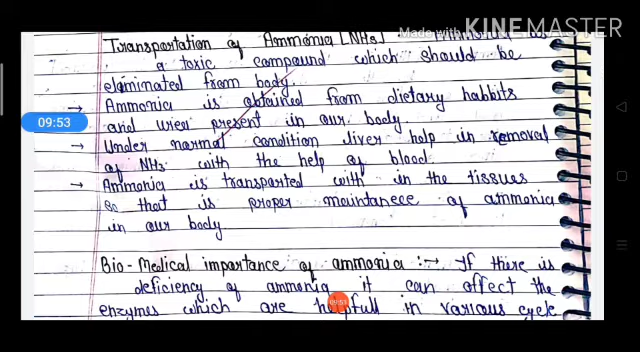 Made with KINEMASTER
Transportation of Ammonia [NH3]
a toxic compound which should be
eleminated from body.
→ Ammonia is obtained from dietary habbits
and urea present in our body.
09:53
→ Under normal condition liver help in removal
of NH3 with the help of blood.
→ Ammonia is transported with in the tissues
so that is proper maintanece of ammonia
in our body
Bio-Medical importance of ammonia :→ If there is
deficiency of ammonia it can affect the
enzymes which are helpfull in various cycle